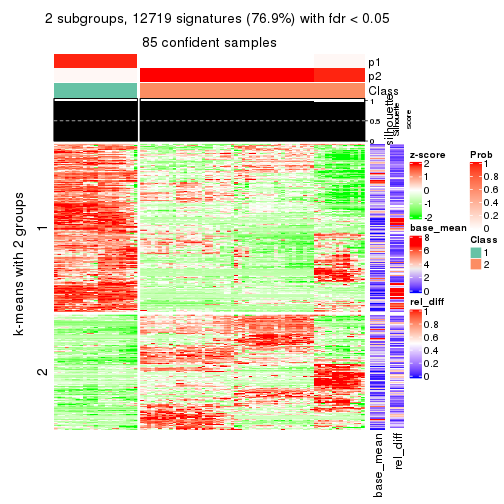 2 subgroups, 12719 signatures (76.9%) with fdr < 0.05
85 confident samples
p1
p2
Class
1
0.5
0
silhouette
Silhouette
score
k-means with 2 groups
1
2
base_mean
rel_diff
z-score
2
1
0
-1
-2
base_mean
8
6
4
2
0
rel_diff
1
0.8
0.6
0.4
0.2
0
Prob
1
0.8
0.6
0.4
0.2
0
Class
1
2